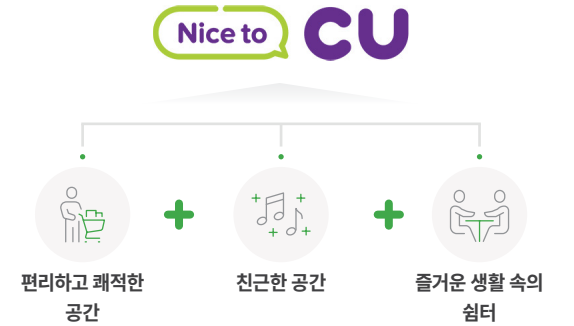 Nice to CU
편리하고 쾌적한
공간
친근한 공간
즐거운 생활 속의
쉼터